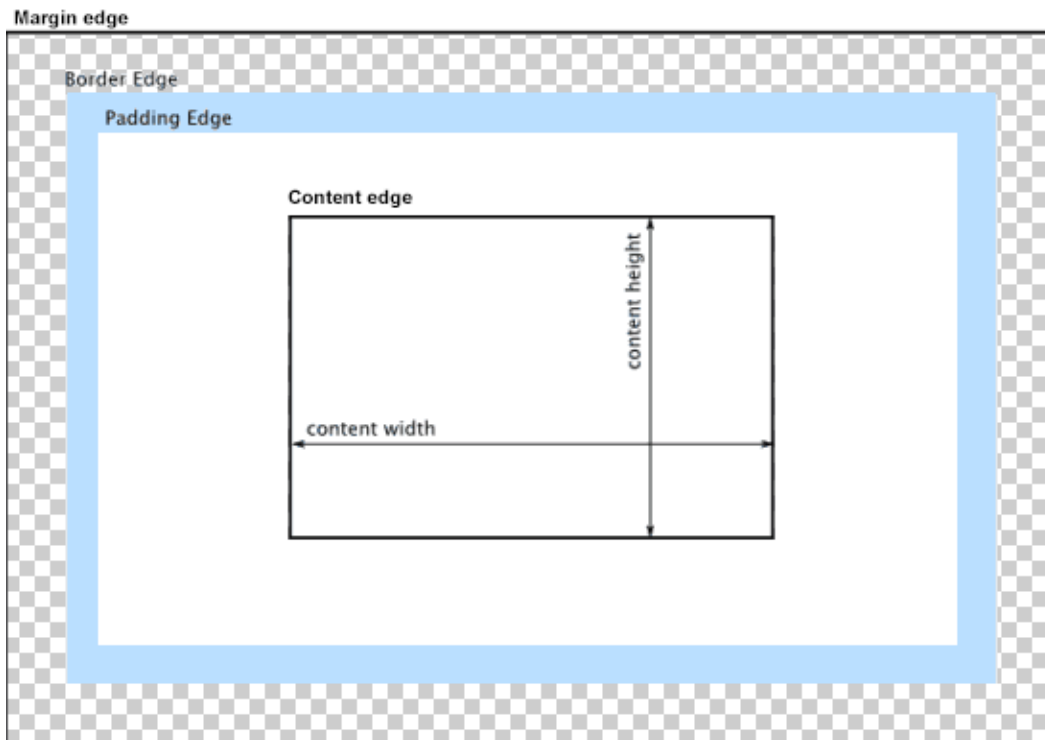 Margin edge
Border Edge
Padding Edge
Content edge
content height
content width